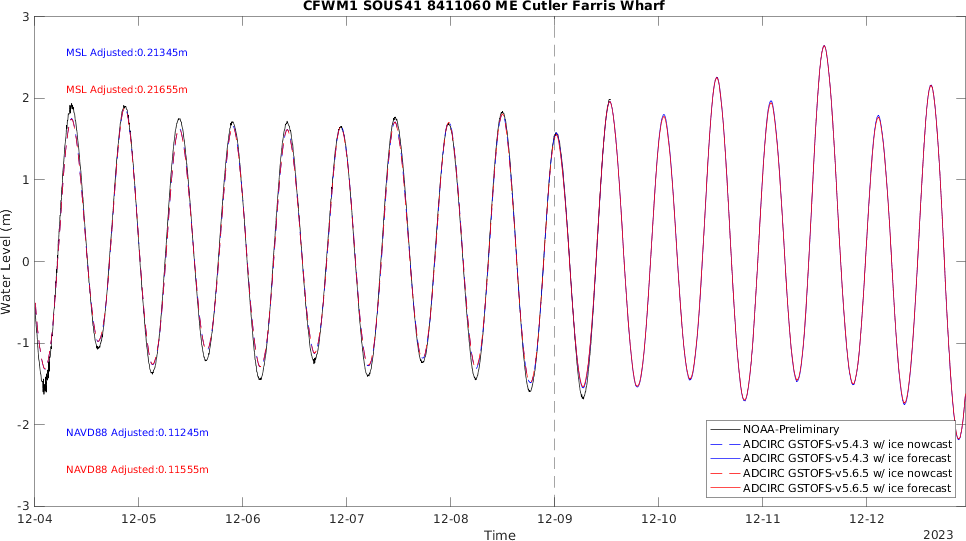 CFWM1 SOUS41 8411060 ME Cutler Farris Wharf
3
2
1
0
-1
-2
-3
Water Level (m)
MSL Adjusted:0.21345m
MSL Adjusted:0.21655m
NAVD88 Adjusted:0.11245m
NAVD88 Adjusted:0.11555m
NOAA-Preliminary
ADCIRC GSTOFS-v5.4.3 w/ ice nowcast
ADCIRC GSTOFS-v5.4.3 w/ ice forecast
ADCIRC GSTOFS-v5.6.5 w/ ice nowcast
ADCIRC GSTOFS-v5.6.5 w/ ice forecast
12-04 12-05 12-06 12-07 12-08 12-09 12-10 12-11 12-12
Time
2023